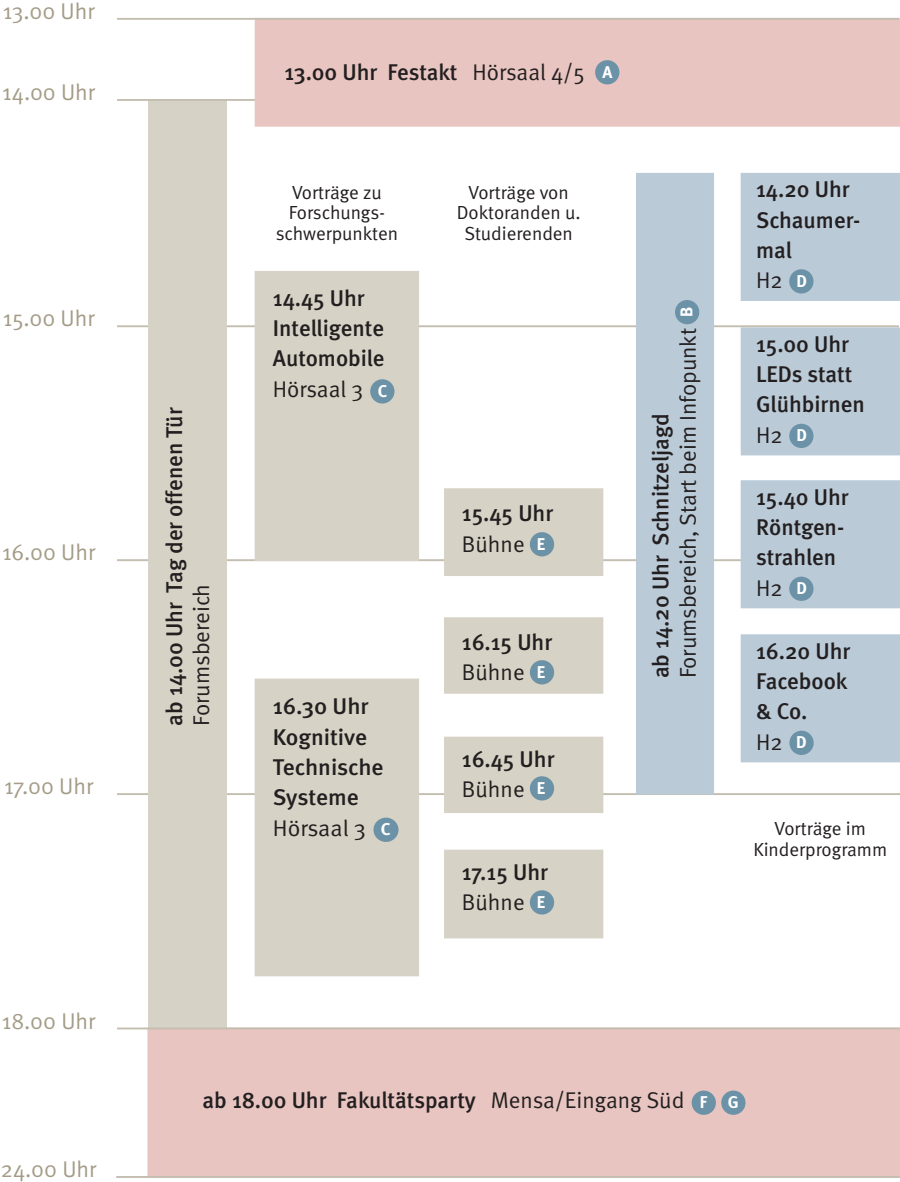 13.00 Uhr
13.00 Uhr Festakt Hörsaal 4/5 A
14.00 Uhr
ab 14.00 Uhr Tag der offenen Tür
Forumsbereich
Vorträge zu
Forschungs-
schwerpunkten
14.45 Uhr
Intelligente
Automobile
Hörsaal 3 C
16.30 Uhr
Kognitive
Technische
Systeme
Hörsaal 3 C
Vorträge von
Doktoranden u.
Studierenden
15.45 Uhr
Bühne E
16.15 Uhr
Bühne E
16.45 Uhr
Bühne E
17.15 Uhr
Bühne E
ab 14.20 Uhr Schnitzeljagd
Forumsbereich, Start beim Infopunkt B
14.20 Uhr
Schaumer-
mal
H2 D
15.00 Uhr
LEDs statt
Glühbirnen
H2 D
15.40 Uhr
Röntgen-
strahlen
H2 D
16.20 Uhr
Facebook
& Co.
H2 D
Vorträge im
Kinderprogramm
15.00 Uhr
16.00 Uhr
17.00 Uhr
18.00 Uhr
ab 18.00 Uhr Fakultätsparty Mensa/Eingang Süd F G
24.00 Uhr